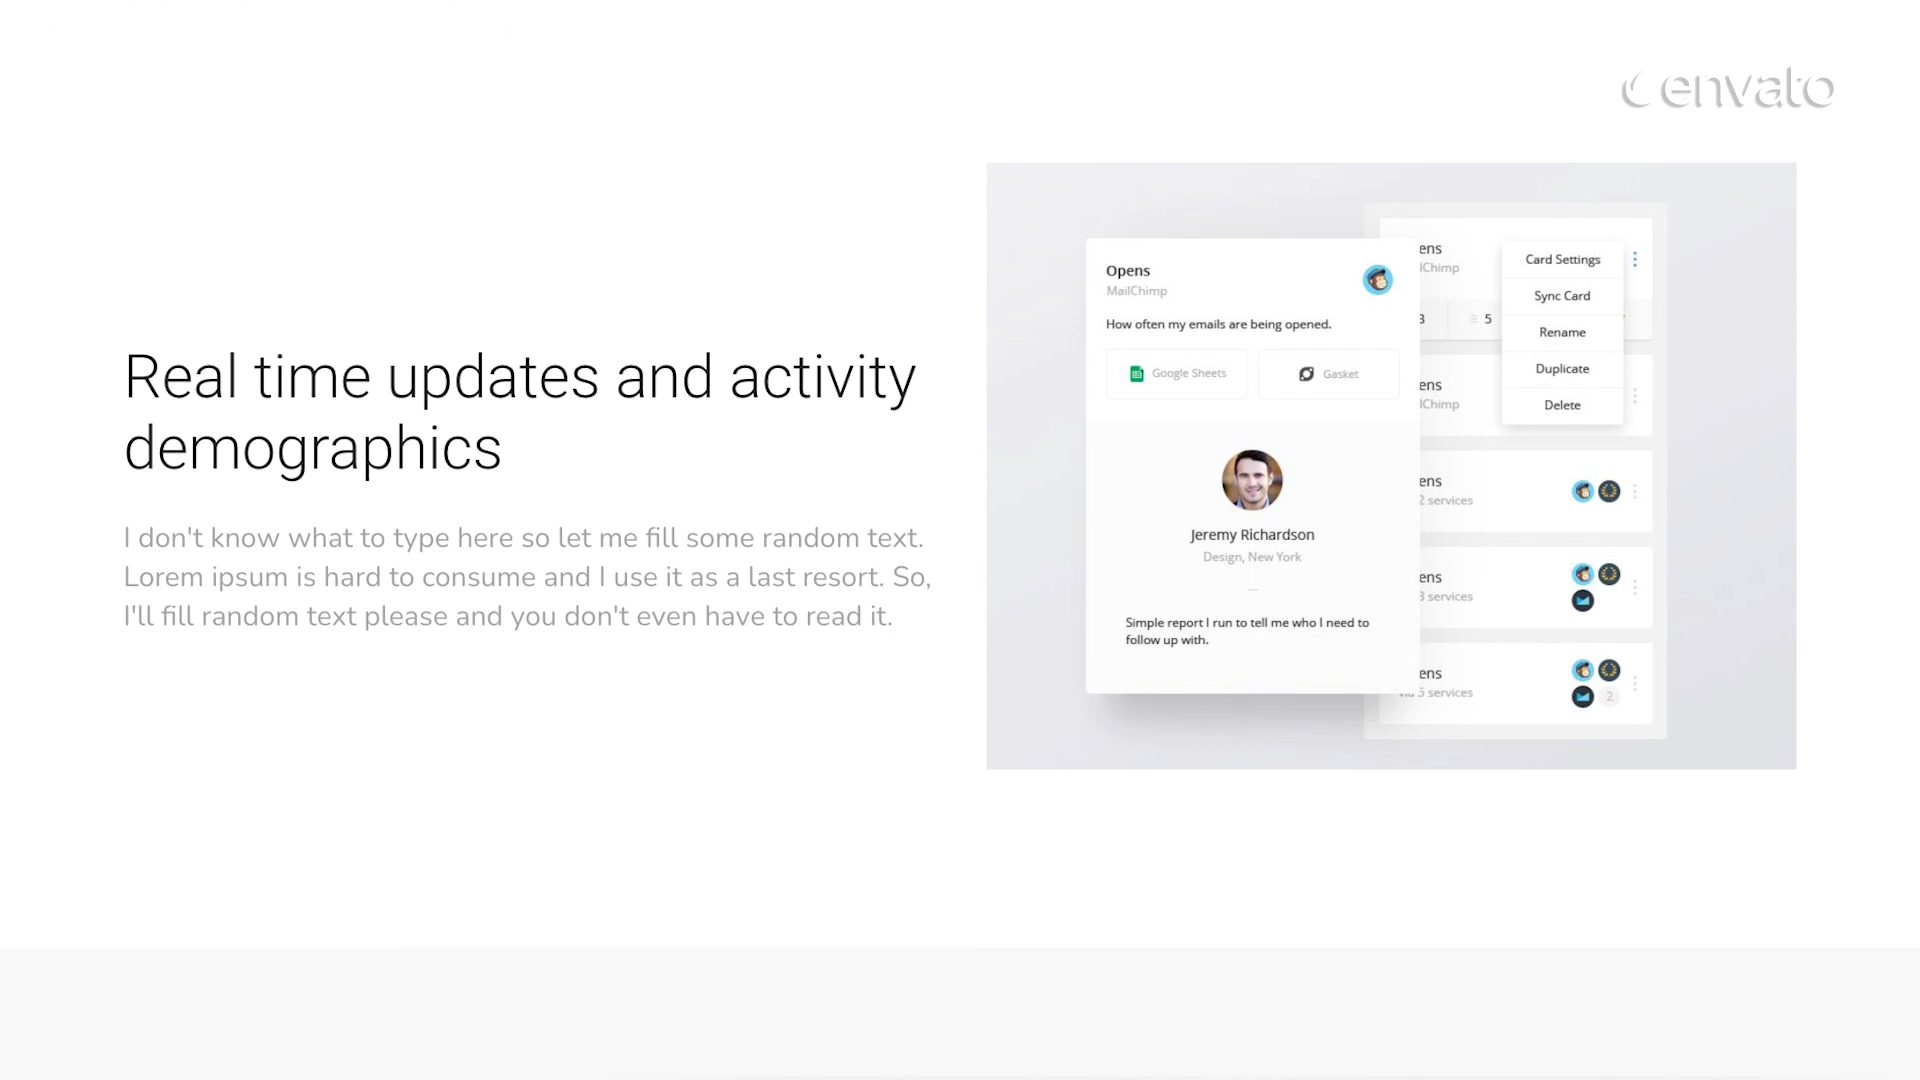 envato
Real time updates and activity
demographics
I don't know what to type here so let me fill some random text.
Lorem ipsum is hard to consume and I use it as a last resort. So,
I'll fill random text please and you don't even have to read it.
Opens
MailChimp
How often my emails are being opened.
Google Sheets
Gasket
Jeremy Richardson
Design, New York
Simple report I run to tell me who I need to
follow up with.
ens
lChimp
5
Card Settings
Sync Card
Rename
Duplicate
Delete
ens
lChimp
ens
2 services
ens
3 services
ens
5 services
2